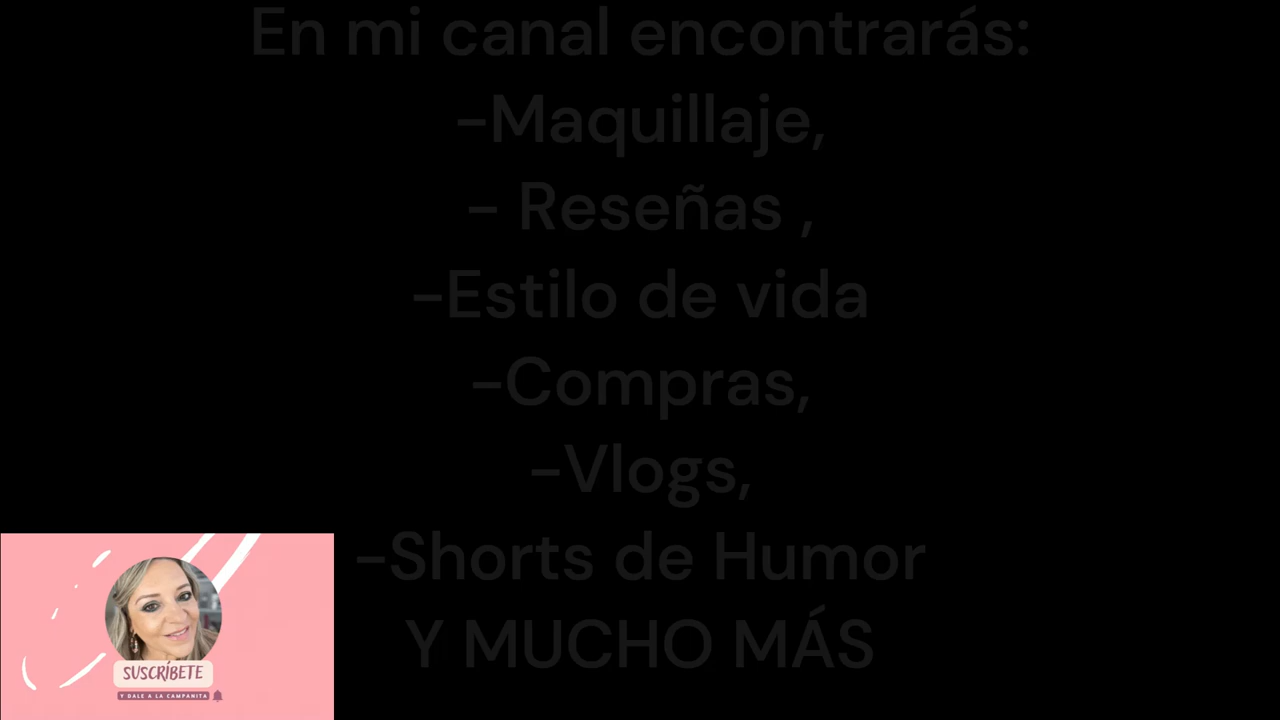 En mi canal encontrarás:
-Maquillaje,
- Reseñas ,
-Estilo de vida
-Compras,
-Vlogs,
-Shorts de Humor
Y MUCHO MÁS
SUSCRÍBETE
Y DALE A LA CAMPANITA